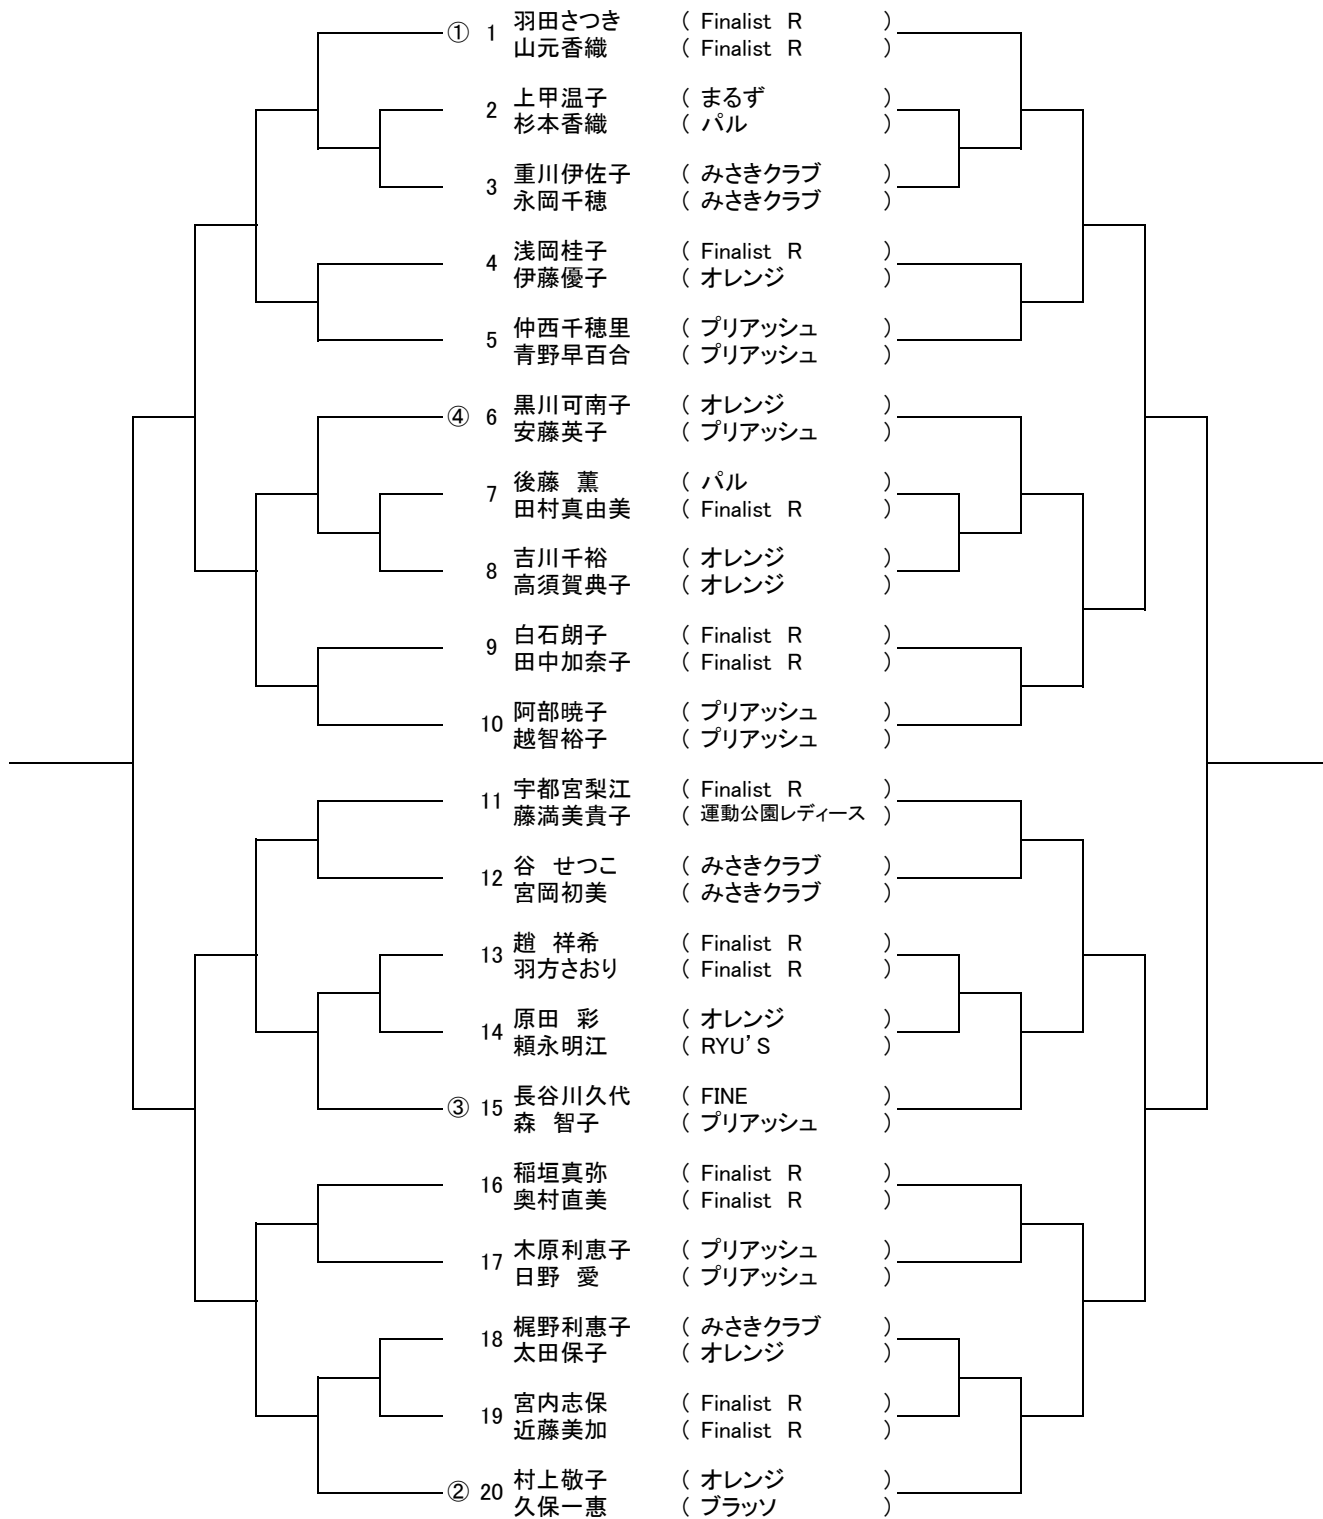 ① 1 羽田さつき ( Finalist R )
山元香織 ( Finalist R )
2 上甲温子 ( まるず )
杉本香織 ( パル )
3 重川伊佐子 ( みさきクラブ )
永岡千穂 ( みさきクラブ )
4 浅岡桂子 ( Finalist R )
伊藤優子 ( オレンジ )
5 仲西千穂里 ( プリアッシュ )
青野早百合 ( プリアッシュ )
④ 6 黒川可南子 ( オレンジ )
安藤英子 ( プリアッシュ )
7 後藤 薫 ( パル )
田村真由美 ( Finalist R )
8 吉川千裕 ( オレンジ )
高須賀典子 ( オレンジ )
9 白石朗子 ( Finalist R )
田中加奈子 ( Finalist R )
10 阿部暁子 ( プリアッシュ )
越智裕子 ( プリアッシュ )
11 宇都宮梨江 ( Finalist R )
藤満美貴子 ( 運動公園レディース )
12 谷 せつこ ( みさきクラブ )
宮岡初美 ( みさきクラブ )
13 趙 祥希 ( Finalist R )
羽方さおり ( Finalist R )
14 原田 彩 ( オレンジ )
頼永明江 ( RYU'S )
③ 15 長谷川久代 ( FINE )
森 智子 ( プリアッシュ )
16 稲垣真弥 ( Finalist R )
奥村直美 ( Finalist R )
17 木原利恵子 ( プリアッシュ )
日野 愛 ( プリアッシュ )
18 梶野利惠子 ( みさきクラブ )
太田保子 ( オレンジ )
19 宮内志保 ( Finalist R )
近藤美加 ( Finalist R )
② 20 村上敬子 ( オレンジ )
久保一惠 ( ブラッソ )